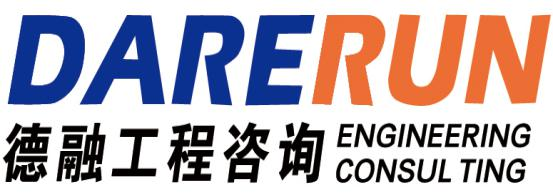 DARERUN
德融工程咨询 ENGINEERING
CONSUL TING